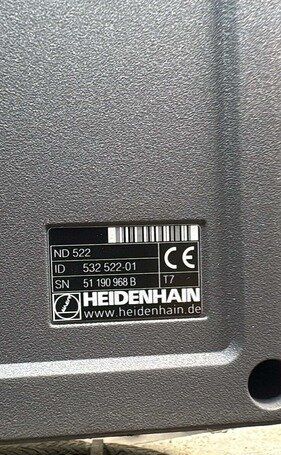 ND 522
ID 532 522-01
SN 51 190 968 B
CE
T7
HEIDENHAIN
www.heidenhain.de